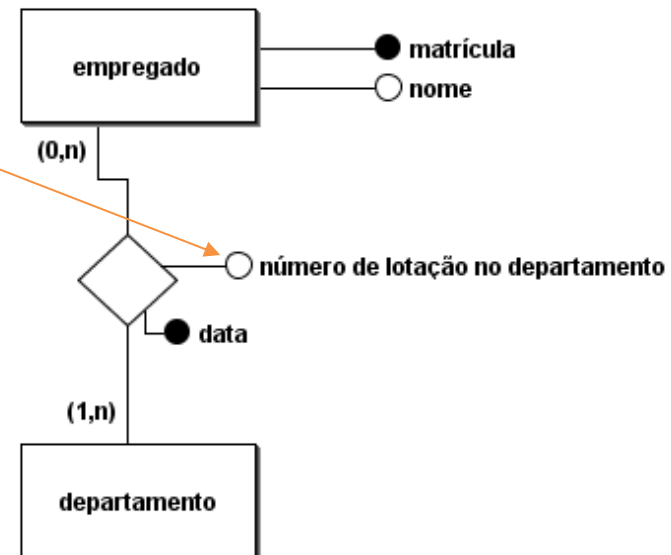 empregado
matrícula
nome
(0,n)
número de lotação no departamento
data
(1,n)
departamento